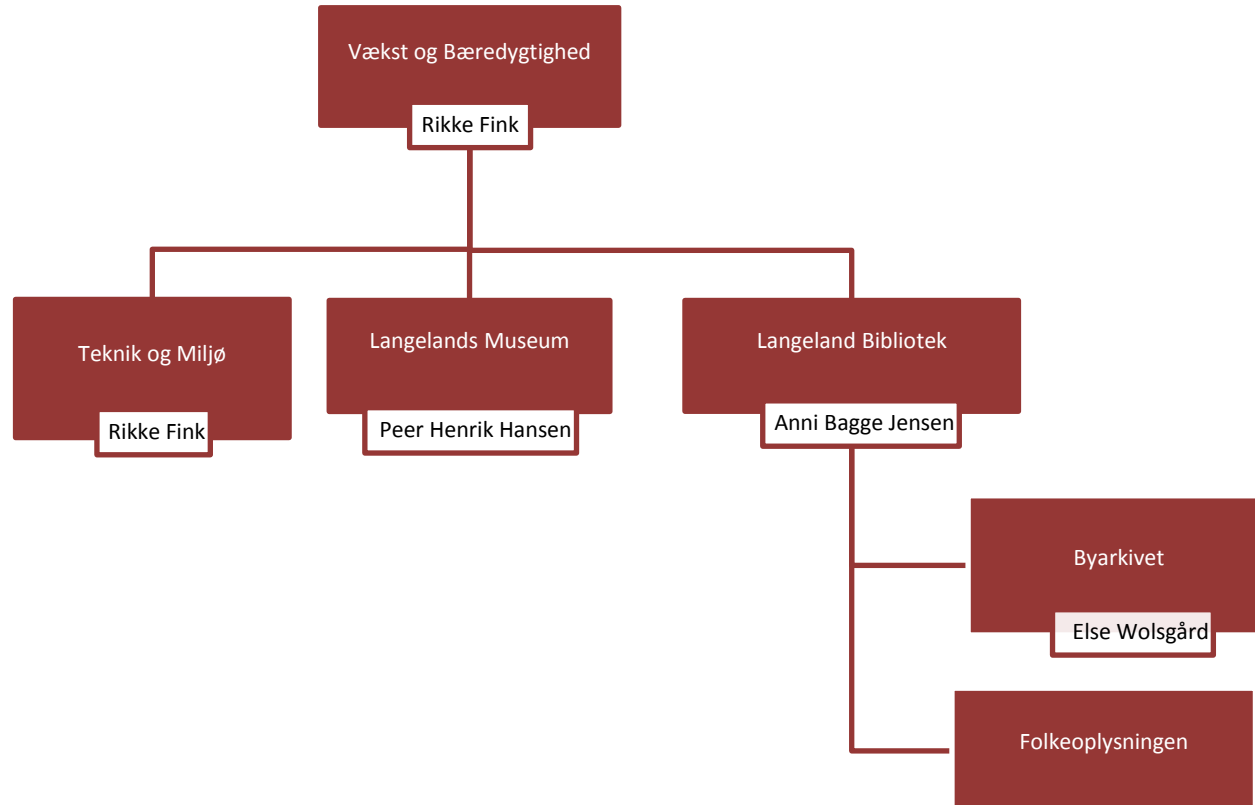 Vækst og Bæredygtighed
Rikke Fink
Teknik og Miljø
Rikke Fink
Langelands Museum
Peer Henrik Hansen
Langeland Bibliotek
Anni Bagge Jensen
Byarkivet
Else Wolsgård
Folkeoplysningen